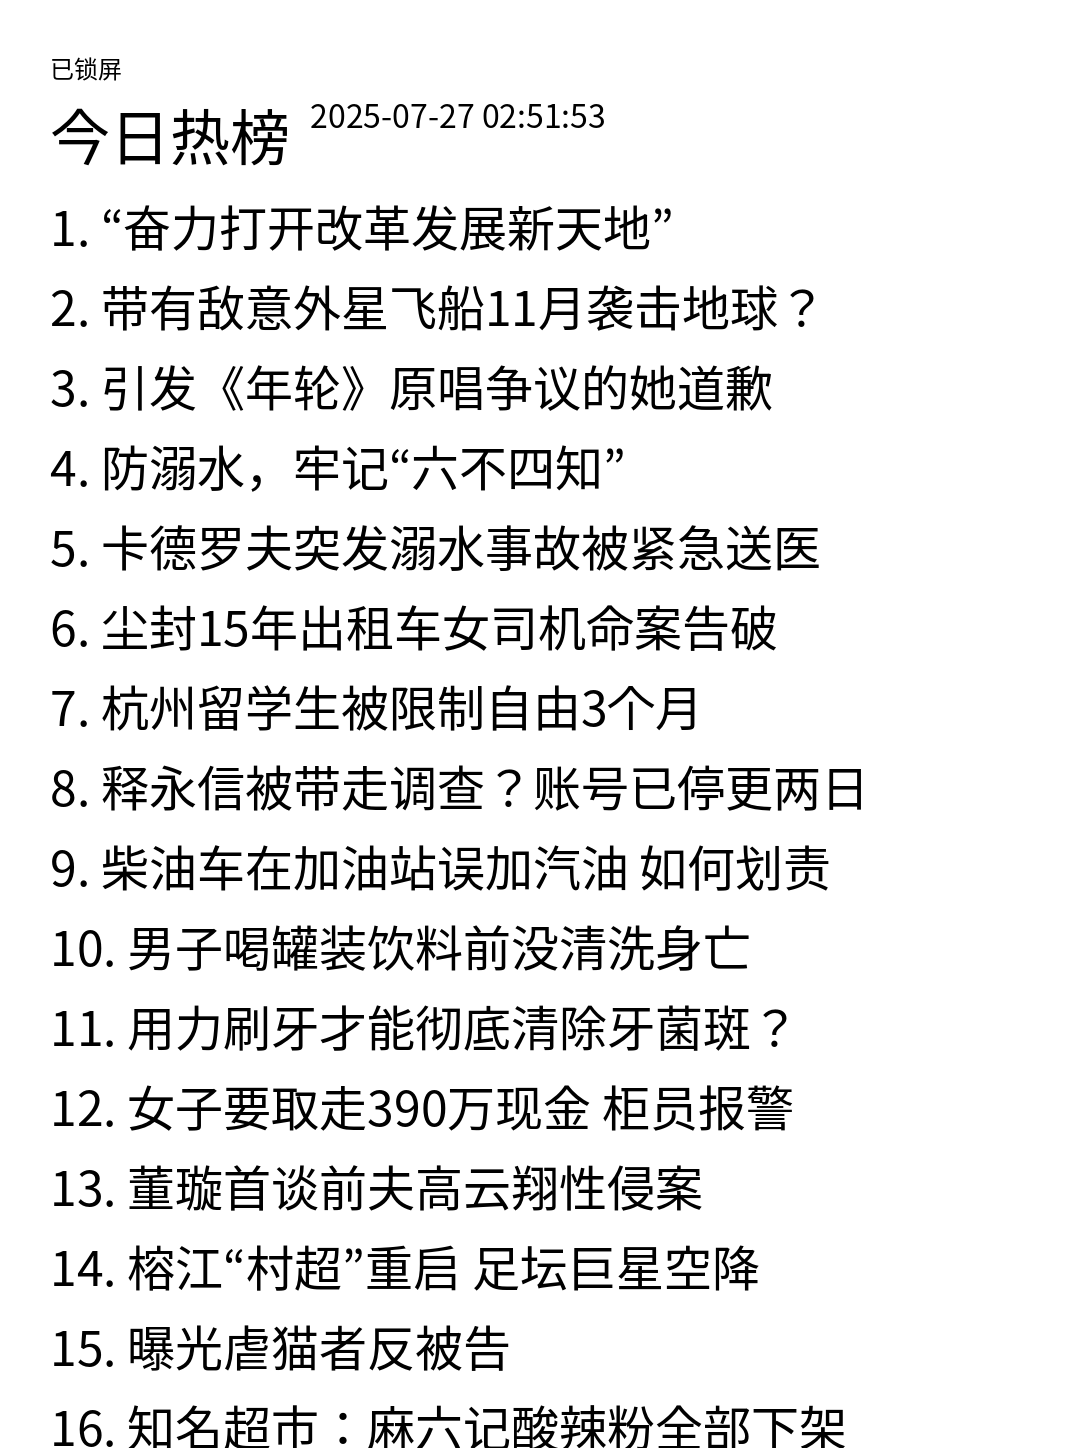 已锁屏
今日热榜 2025-07-27 02:51:53
1. “奋力打开改革发展新天地”
2. 带有敌意外星飞船11月袭击地球？
3. 引发《年轮》原唱争议的她道歉
4. 防溺水，牢记“六不四知”
5. 卡德罗夫突发溺水事故被紧急送医
6. 尘封15年出租车女司机命案告破
7. 杭州留学生被限制自由3个月
8. 释永信被带走调查？账号已停更两日
9. 柴油车在加油站误加汽油 如何划责
10. 男子喝罐装饮料前没清洗身亡
11. 用力刷牙才能彻底清除牙菌斑？
12. 女子要取走390万现金 柜员报警
13. 董璇首谈前夫高云翔性侵案
14. 榕江“村超”重启 足坛巨星空降
15. 曝光虐猫者反被告
16. 知名超市：麻六记酸辣粉全部下架